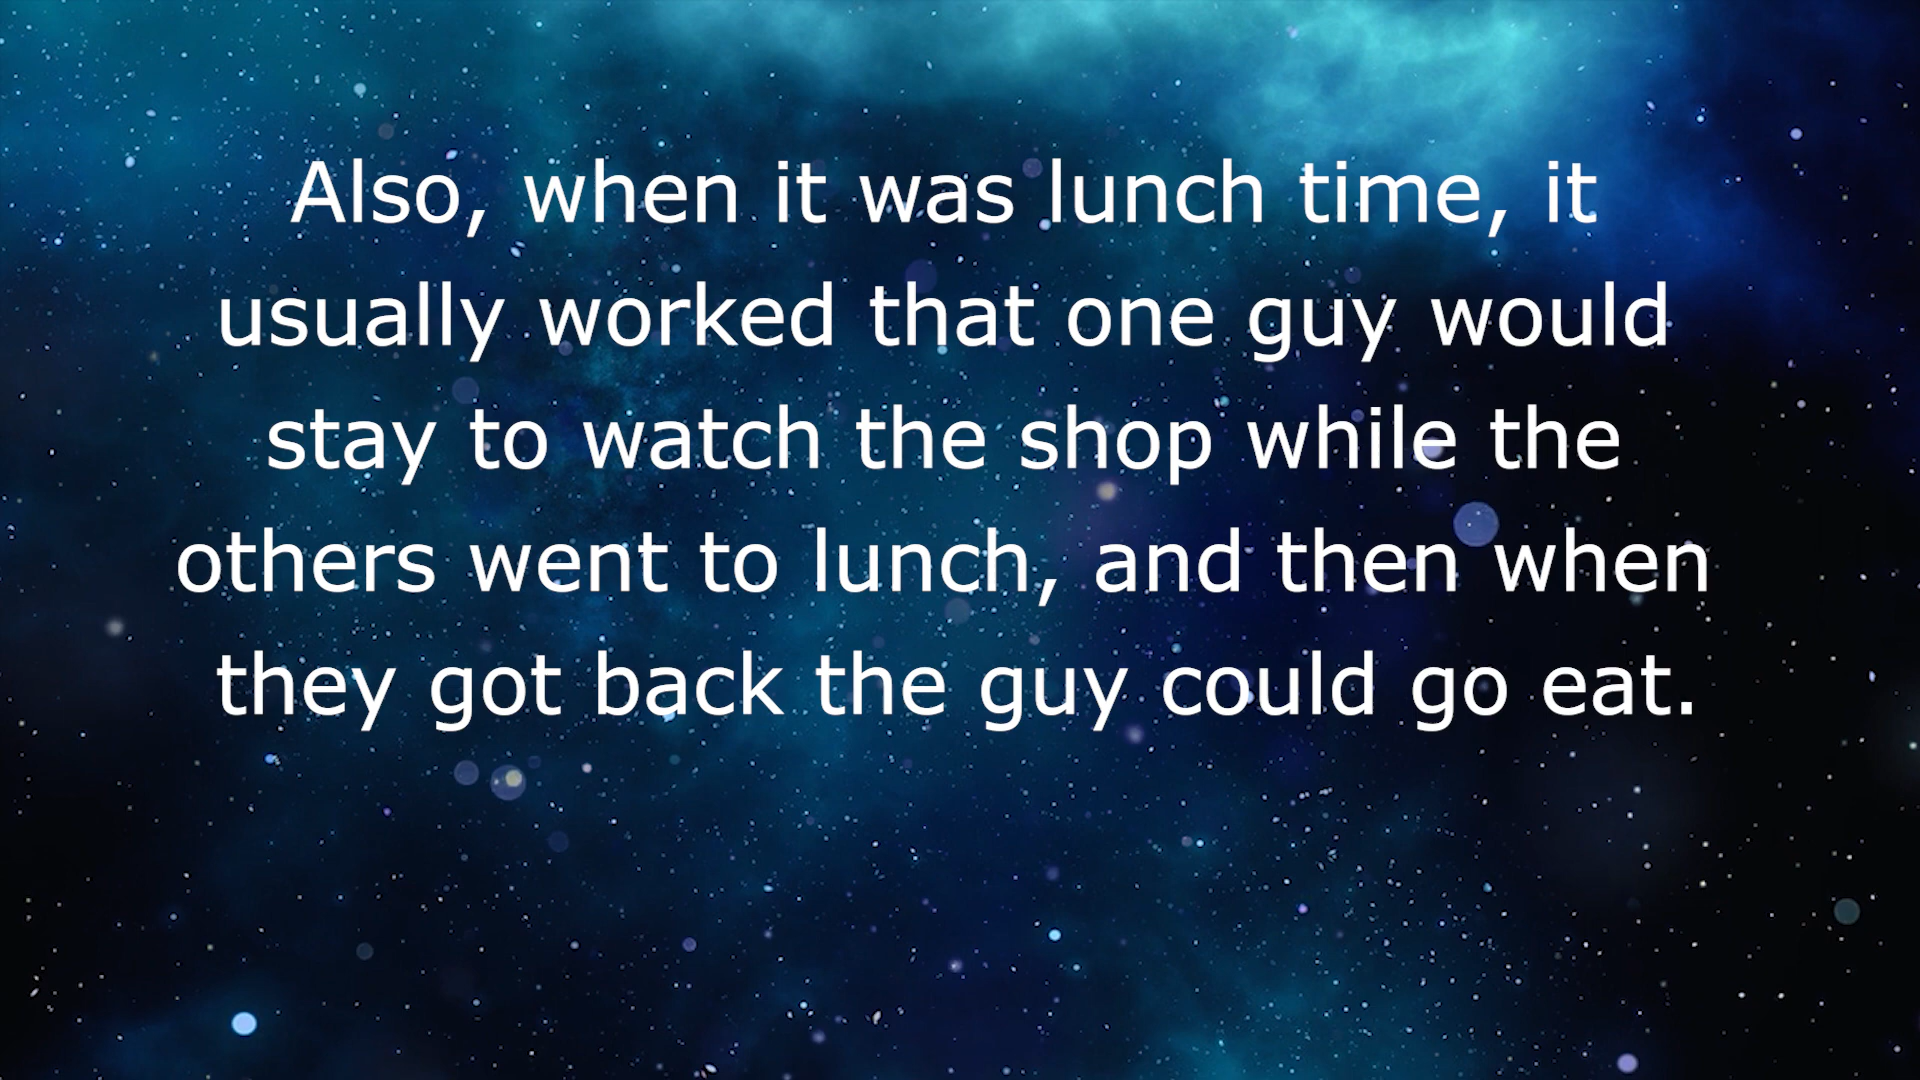 Also, when it was lunch time, it
usually worked that one guy would
stay to watch the shop while the
others went to lunch, and then when
they got back the guy could go eat.